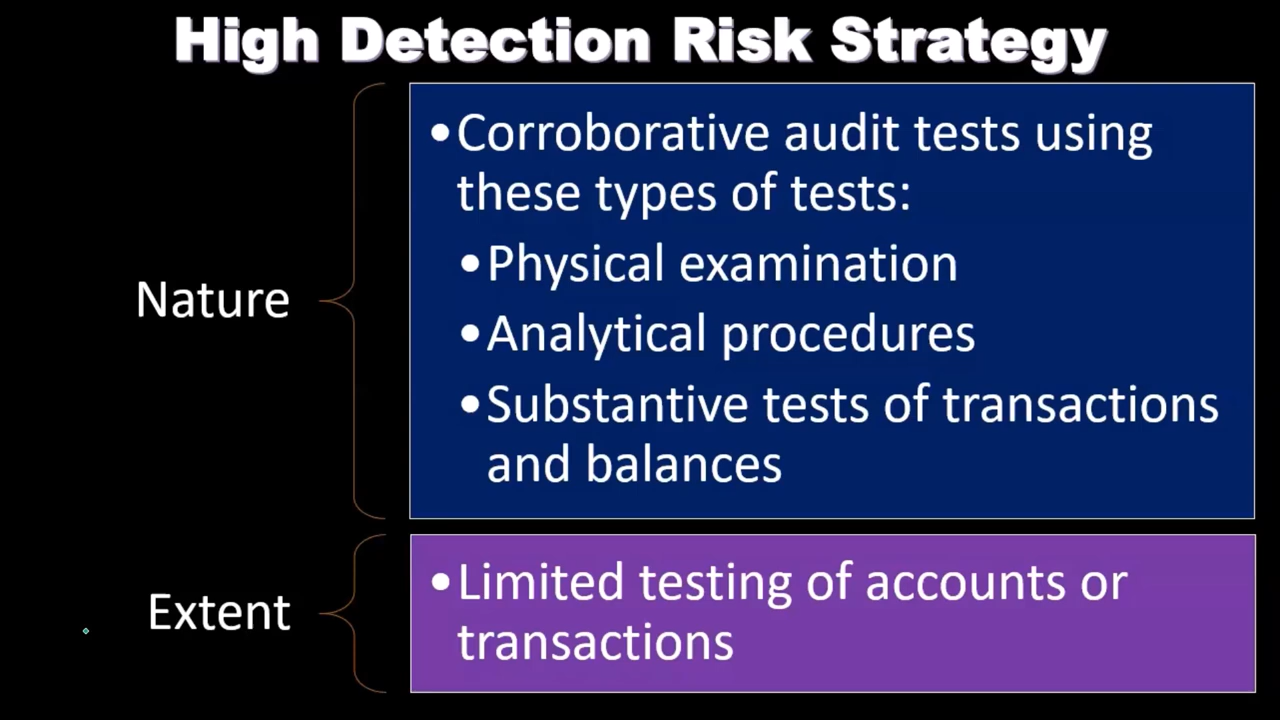 High Detection Risk Strategy
Nature
•Corroborative audit tests using
these types of tests:
•Physical examination
•Analytical procedures
•Substantive tests of transactions
and balances
Extent
•Limited testing of accounts or
transactions